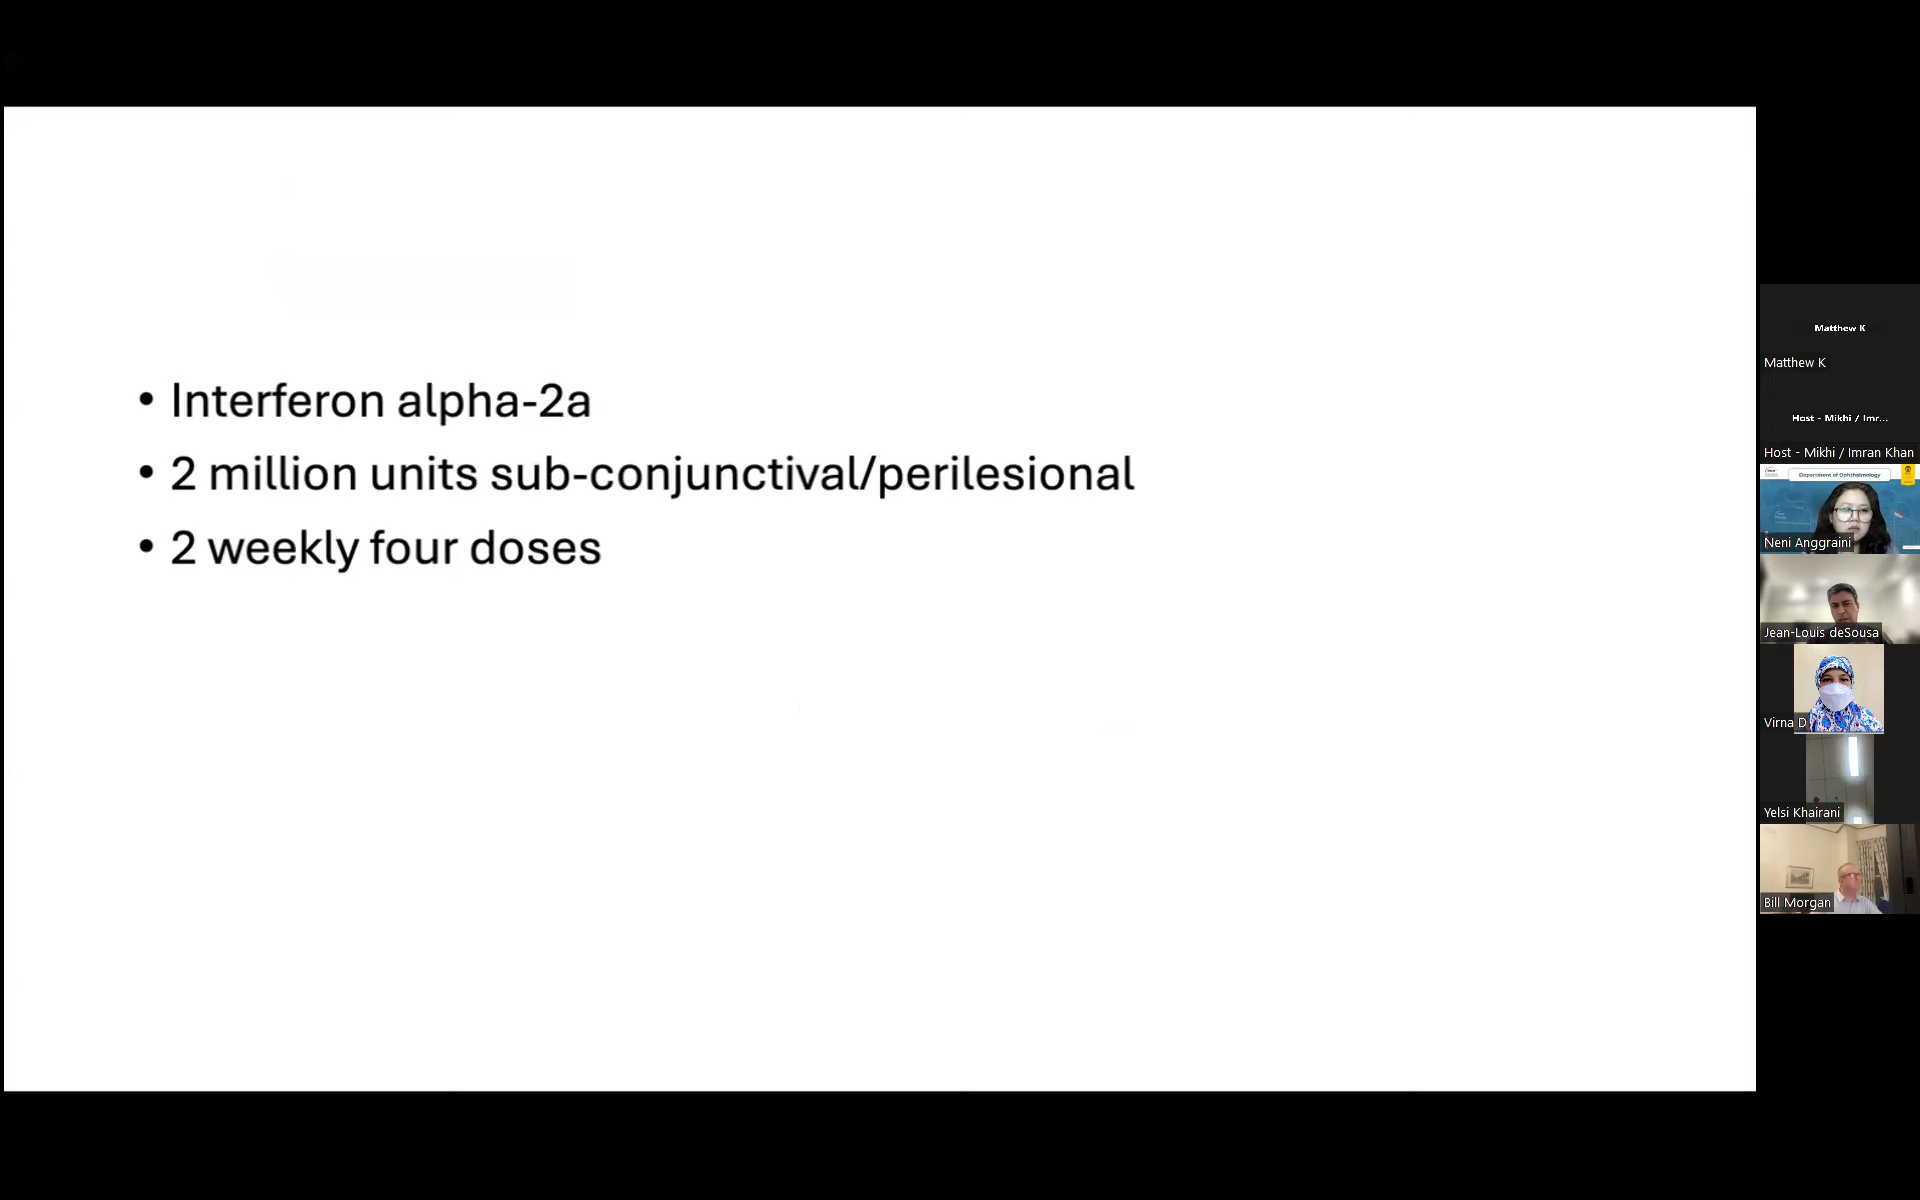 • Interferon alpha-2a
• 2 million units sub-conjunctival/perilesional
• 2 weekly four doses
Matthew K
Matthew K
Host - Mikhi / Imr...
Host - Mikhi / Imran Khan
Department of Ophthalmology
Neni Anggraini
Jean-Louis deSousa
Virna D
Yelsi Khairani
Bill Morgan